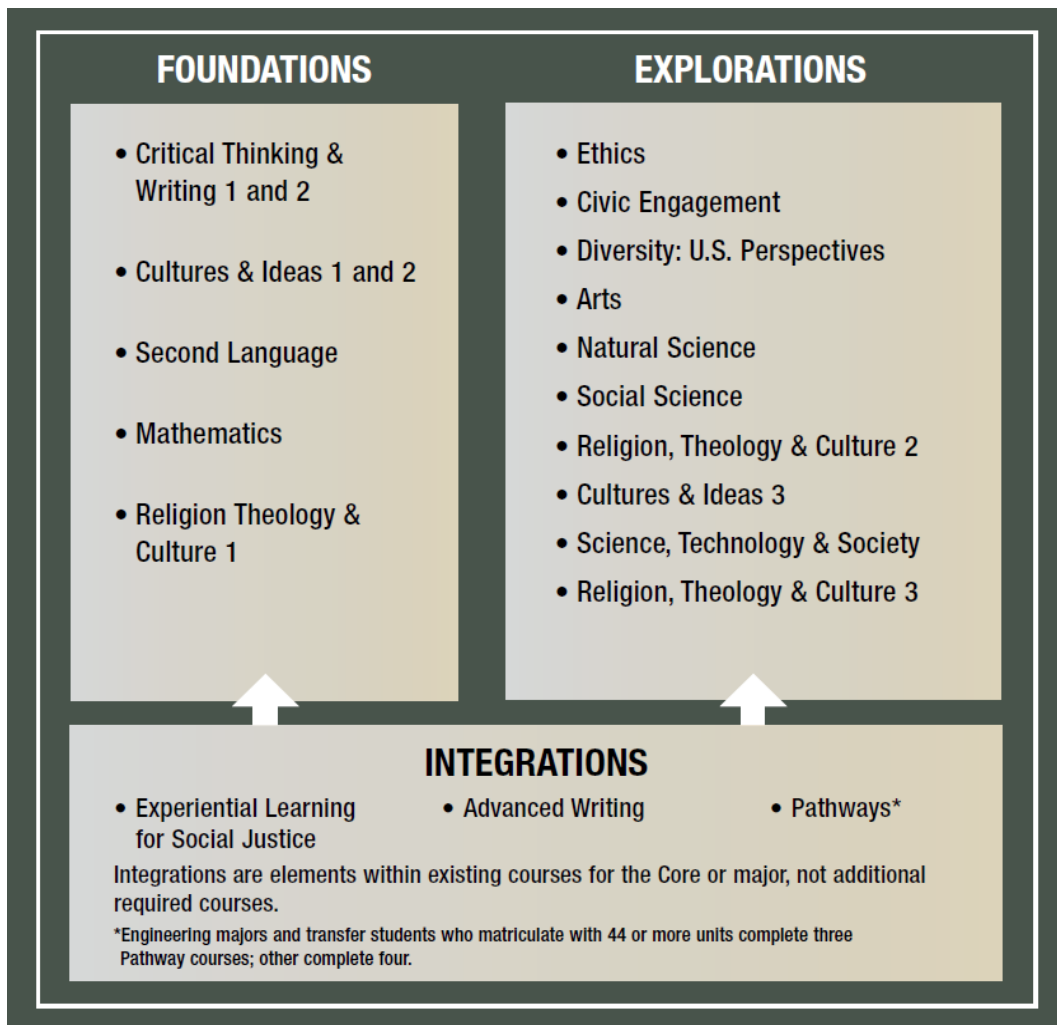 FOUNDATIONS
• Critical Thinking &
Writing 1 and 2
• Cultures & Ideas 1 and 2
• Second Language
• Mathematics
• Religion Theology &
Culture 1
EXPLORATIONS
• Ethics
• Civic Engagement
• Diversity: U.S. Perspectives
• Arts
• Natural Science
• Social Science
• Religion, Theology & Culture 2
• Cultures & Ideas 3
• Science, Technology & Society
• Religion, Theology & Culture 3
INTEGRATIONS
• Experiential Learning
for Social Justice
• Advanced Writing
• Pathways*
Integrations are elements within existing courses for the Core or major, not additional
required courses.
*Engineering majors and transfer students who matriculate with 44 or more units complete three
Pathway courses; other complete four.